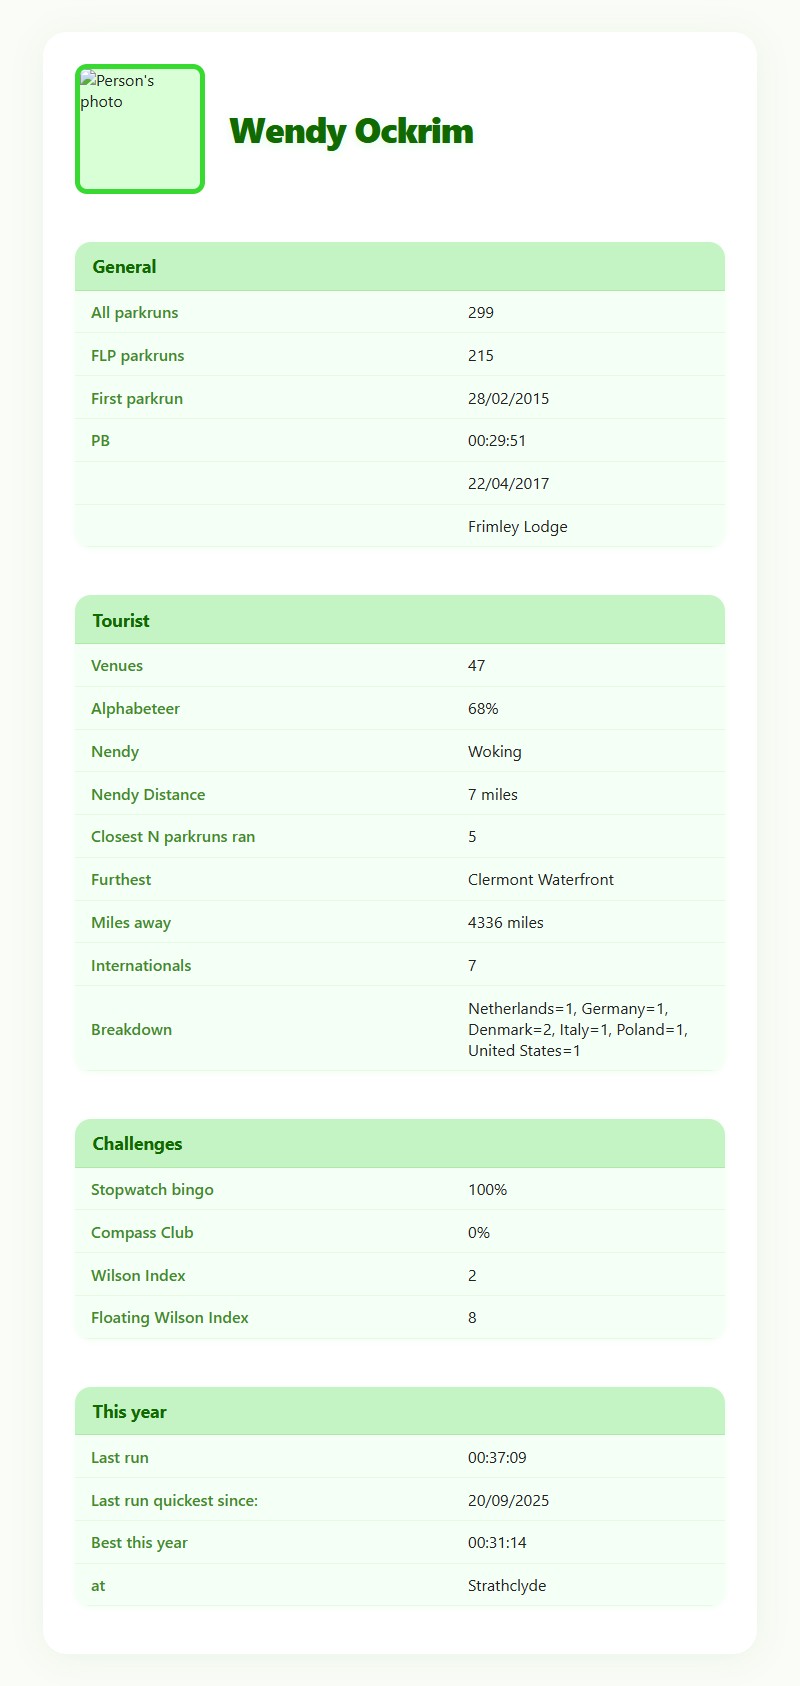 Person's
photo
Wendy Ockrim
General
All parkruns 299
FLP parkruns 215
First parkrun 28/02/2015
PB 00:29:51
22/04/2017
Frimley Lodge
Tourist
Venues 47
Alphabeteer 68%
Nendy Woking
Nendy Distance 7 miles
Closest N parkruns ran 5
Furthest Clermont Waterfront
Miles away 4336 miles
Internationals 7
Breakdown Netherlands=1, Germany=1,
Denmark=2, Italy=1, Poland=1,
United States=1
Challenges
Stopwatch bingo 100%
Compass Club 0%
Wilson Index 2
Floating Wilson Index 8
This year
Last run 00:37:09
Last run quickest since: 20/09/2025
Best this year 00:31:14
at Strathclyde